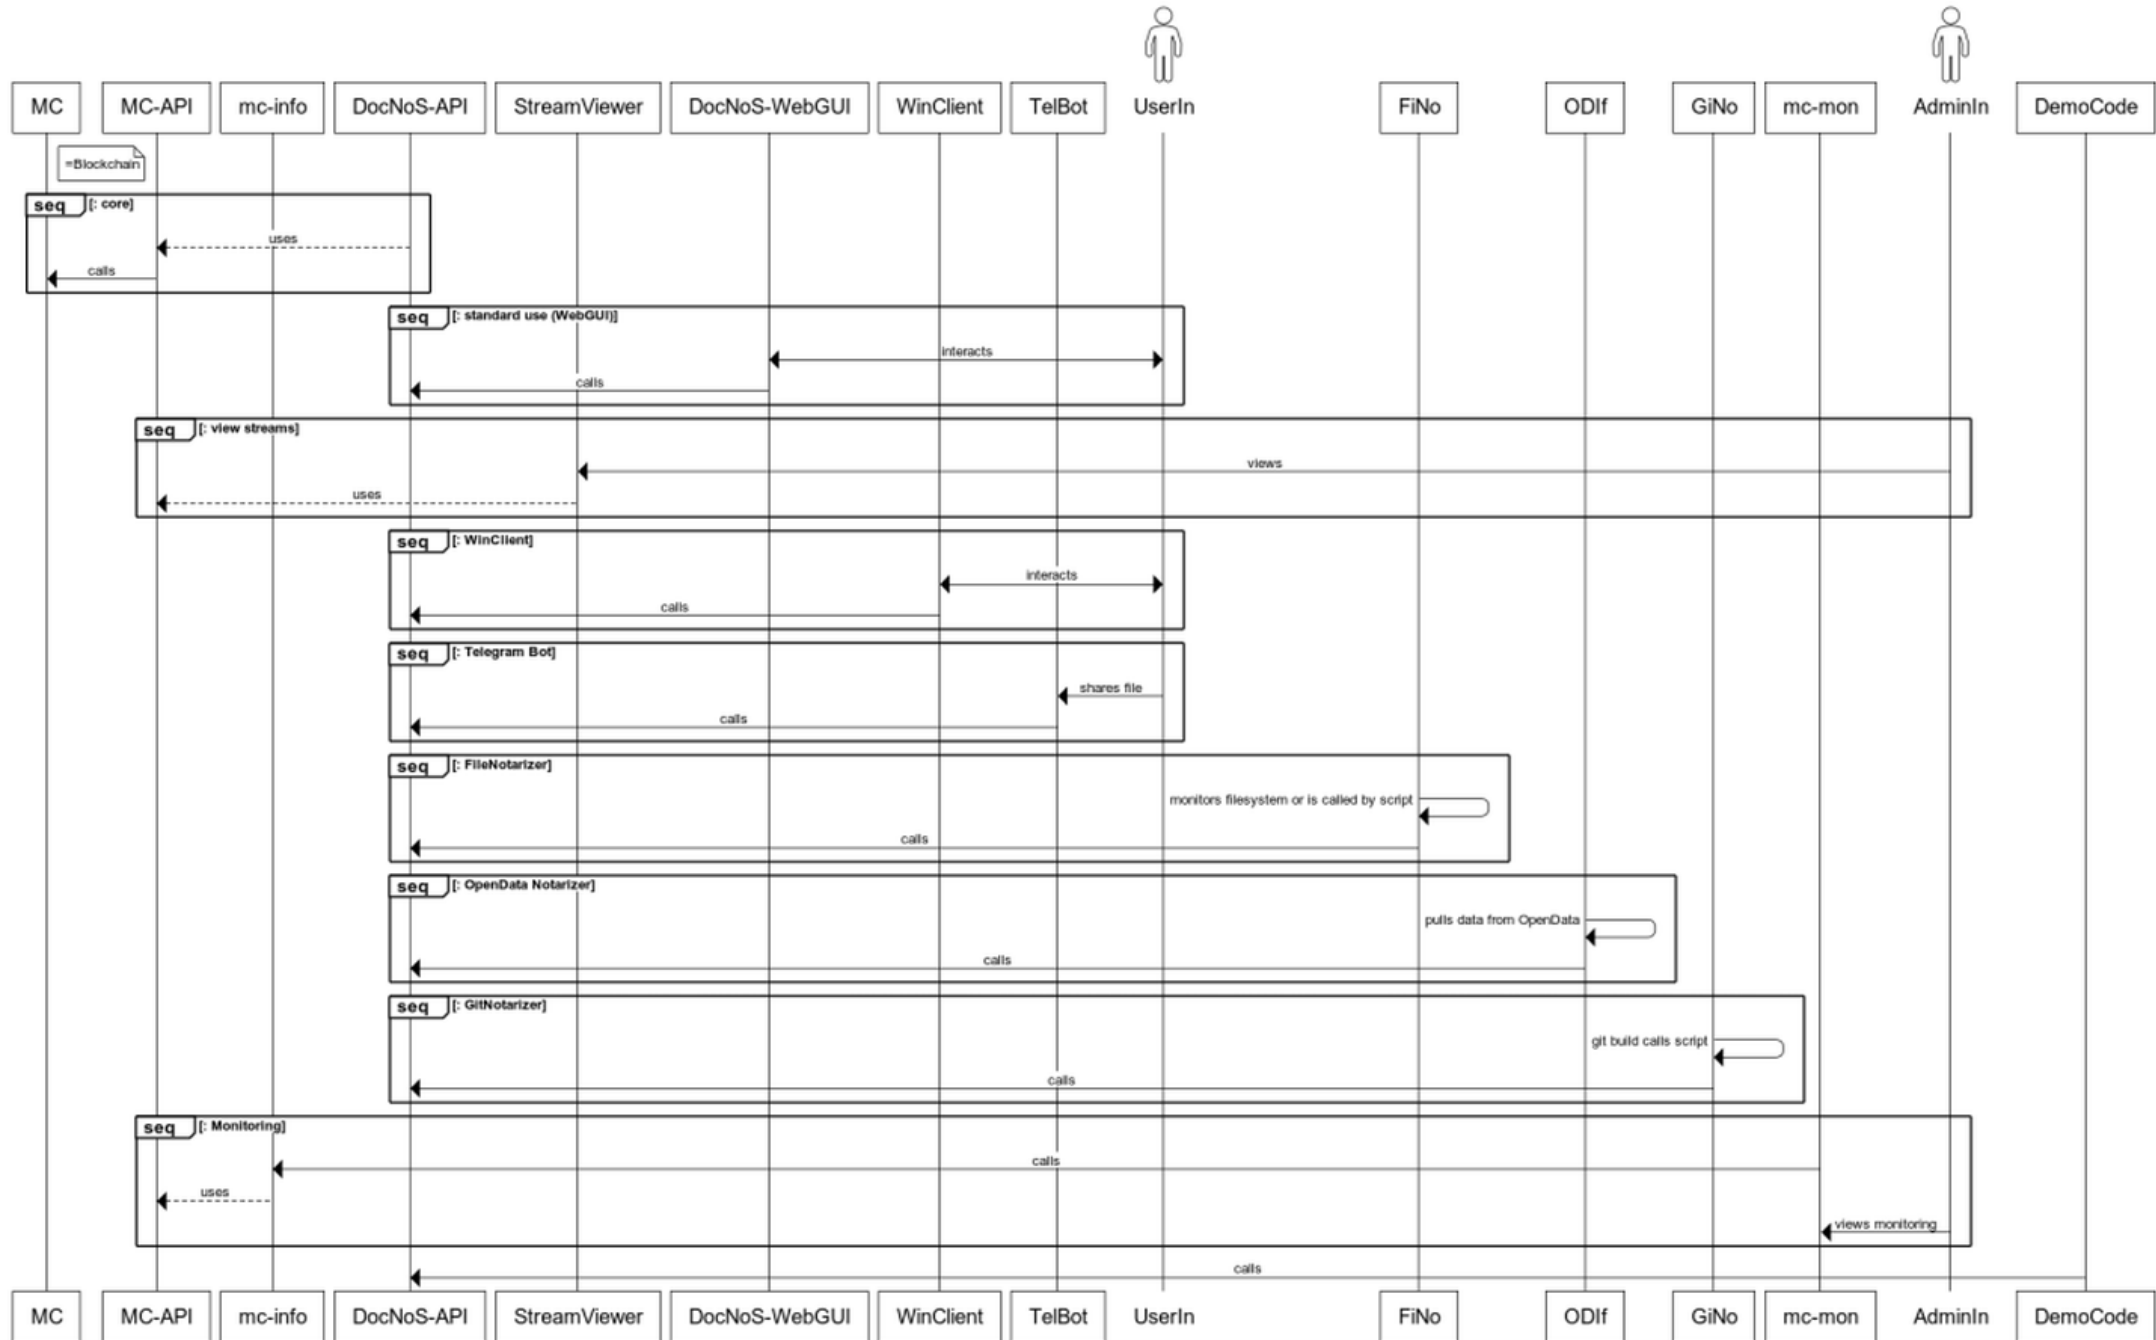 MC
MC-API
mc-info
DocNoS-API
StreamViewer
DocNoS-WebGUI
WinClient
TelBot
UserIn
FiNo
ODIf
GiNo
mc-mon
AdminIn
DemoCode
=Blockchain
seq [: core]
uses
calls
seq [: standard use (WebGUI)]
interacts
calls
seq [: view streams]
views
uses
seq [: WinClient]
interacts
calls
seq [: Telegram Bot]
shares file
calls
seq [: FileNotarizer]
monitors filesystem or is called by script
calls
seq [: OpenData Notarizer]
pulls data from OpenData
calls
seq [: GitNotarizer]
git build calls script
calls
seq [: Monitoring]
calls
uses
views monitoring
calls
MC
MC-API
mc-info
DocNoS-API
StreamViewer
DocNoS-WebGUI
WinClient
TelBot
UserIn
FiNo
ODIf
GiNo
mc-mon
AdminIn
DemoCode